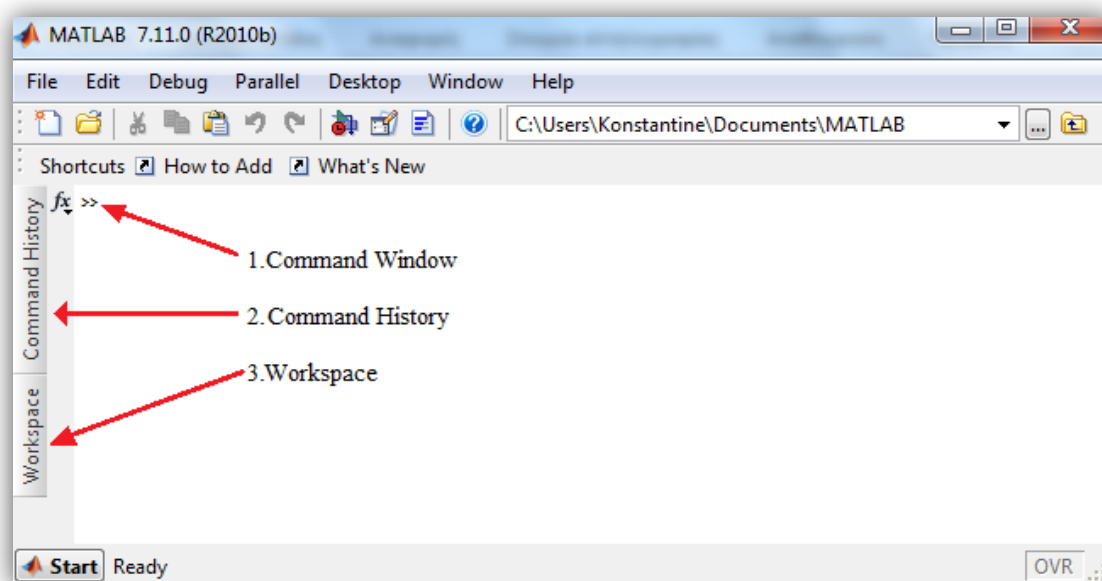 MATLAB 7.11.0 (R2010b)
File Edit Debug Parallel Desktop Window Help
C:\Users\Konstantine\Documents\MATLAB ...
Shortcuts How to Add What's New
fx >>
Command History
Workspace
1.Command Window
2.Command History
3.Workspace
Start Ready OVR